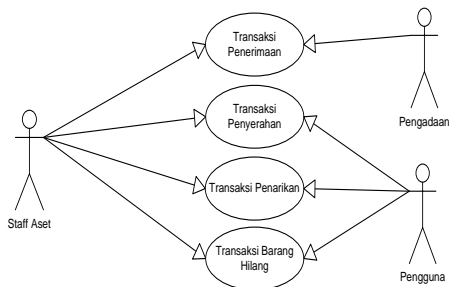 Transaksi
Penerimaan
Pengadaan
Transaksi
Penyerahan
Staff Aset
Transaksi Penarikan
Transaksi Barang
Hilang
Pengguna